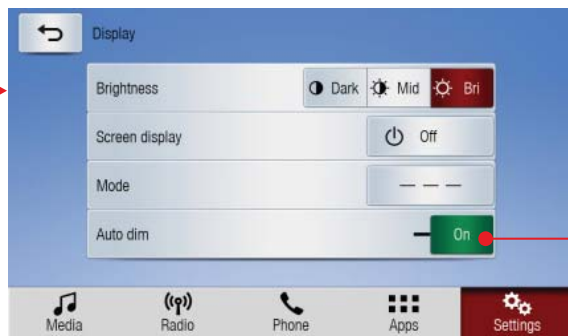 Display
Brightness Dark Mid Bri
Screen display Off
Mode — — —
Auto dim On
Media Radio Phone Apps Settings